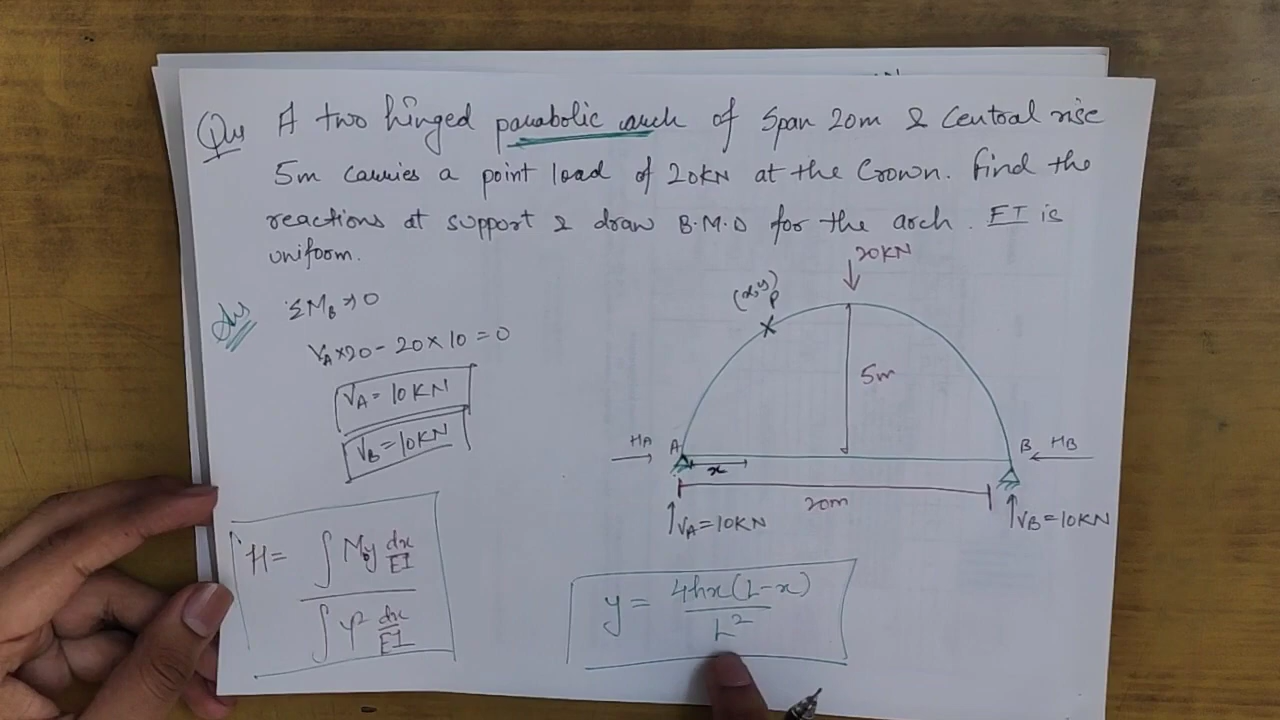 Qus A two hinged parabolic arch of Span 20m & Central rise
5m carries a point load of 20KN at the Crown. Find the
reactions at support & draw B.M.D for the arch. EI is
uniform.
Ans
ΣM_B → 0
V_A×20 - 20×10 = 0
V_A = 10KN
V_B = 10KN
20KN
(x,y)
P
5m
H_A
A
x
B
H_B
20m
V_A = 10KN
V_B = 10KN
H = ∫ M₀y dx/EI
∫ y² dx/EI
y = 4hx(L-x)
L²